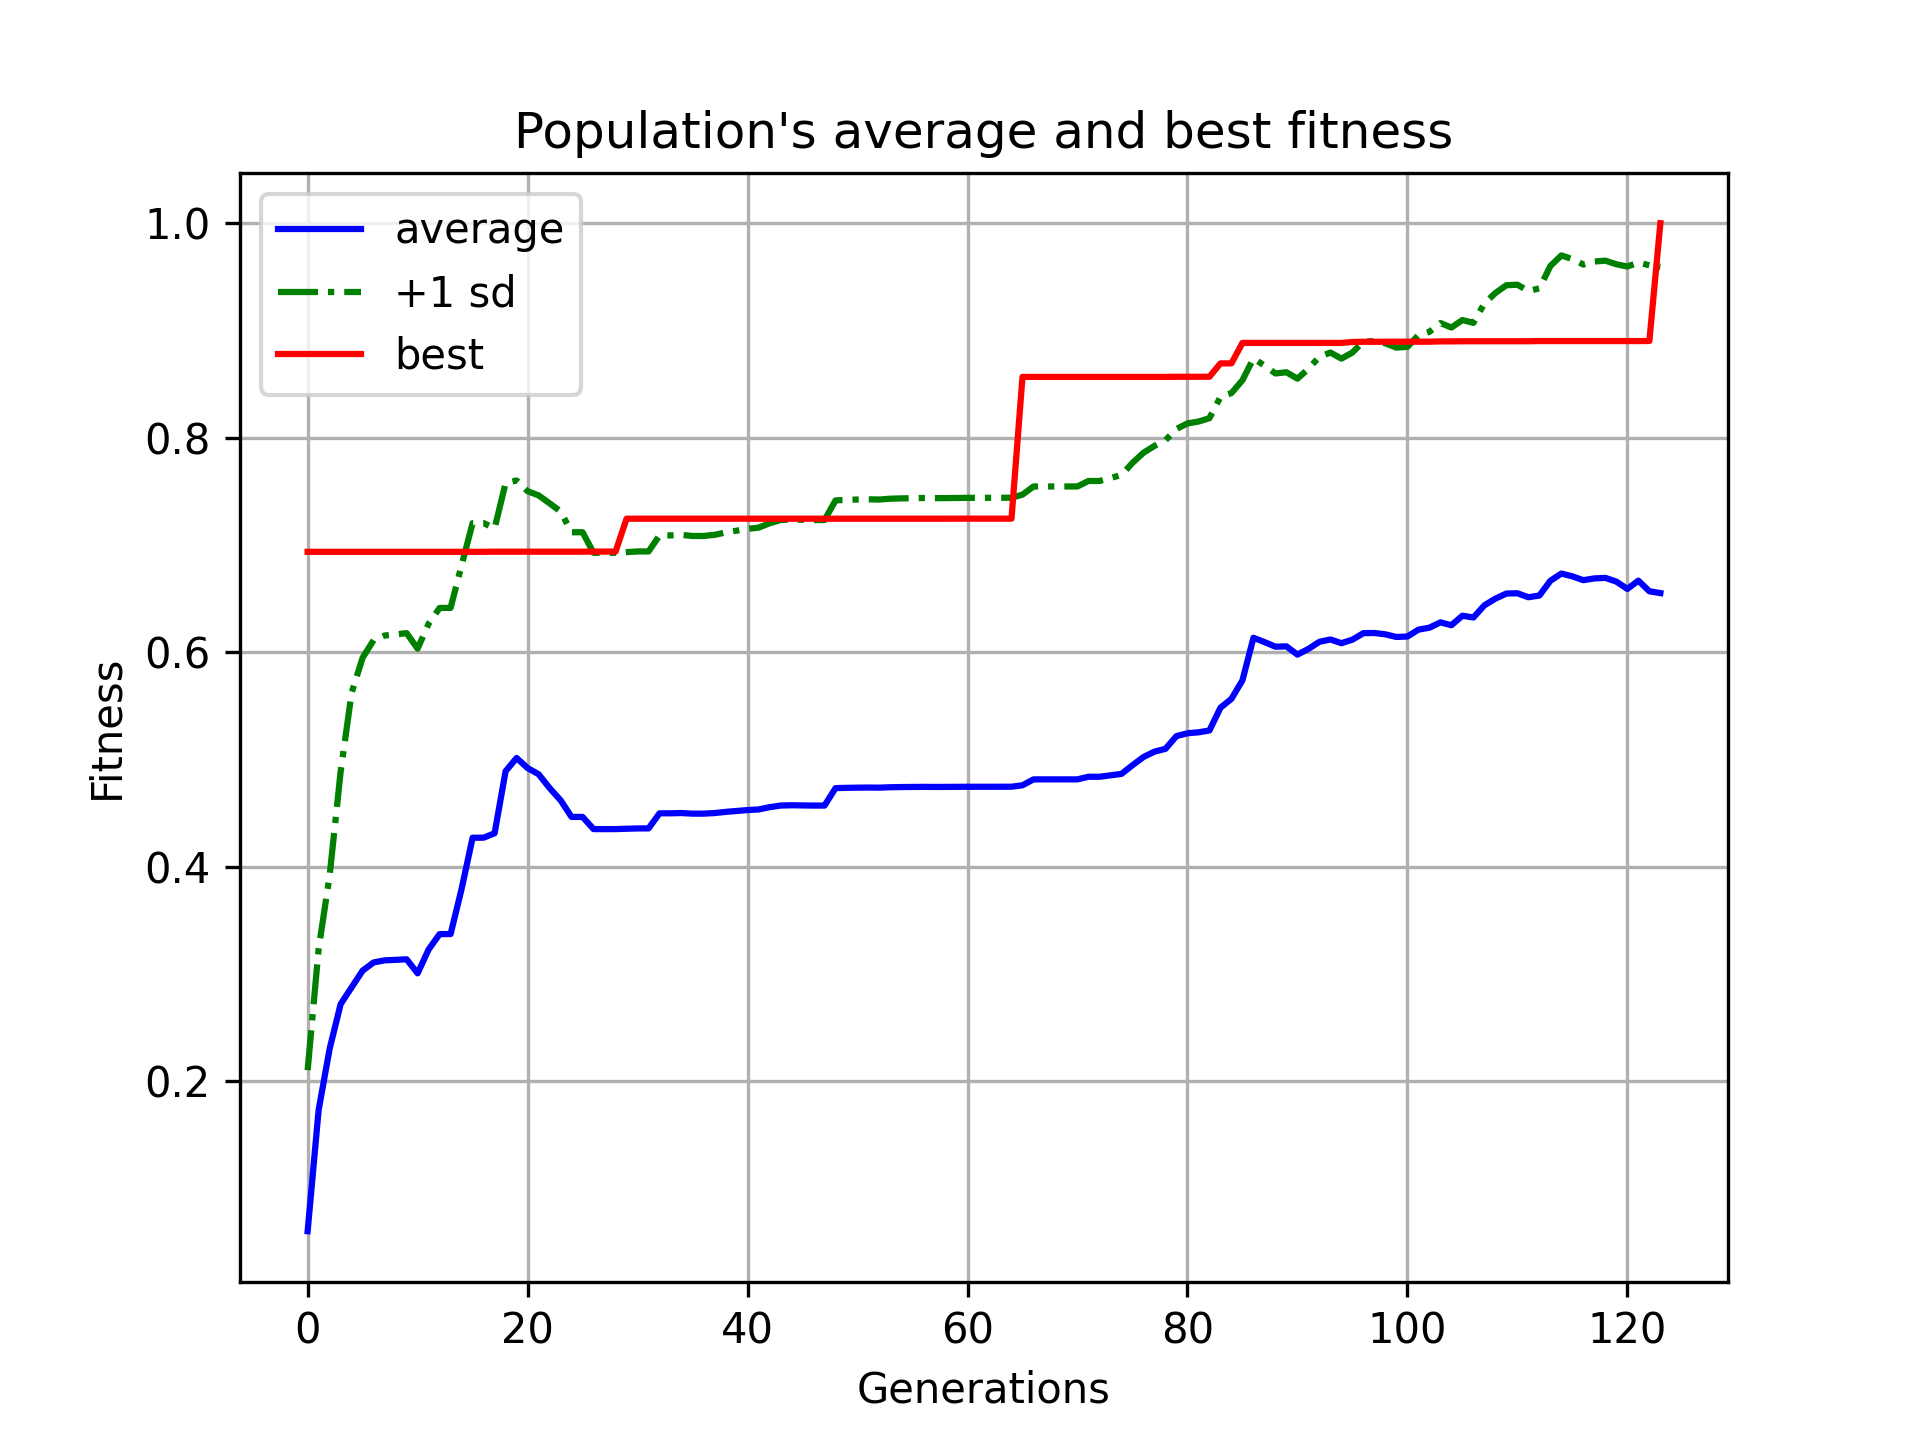 Population's average and best fitness
average
+1 sd
best
1.0
0.8
0.6
0.4
0.2
Fitness
0 20 40 60 80 100 120
Generations